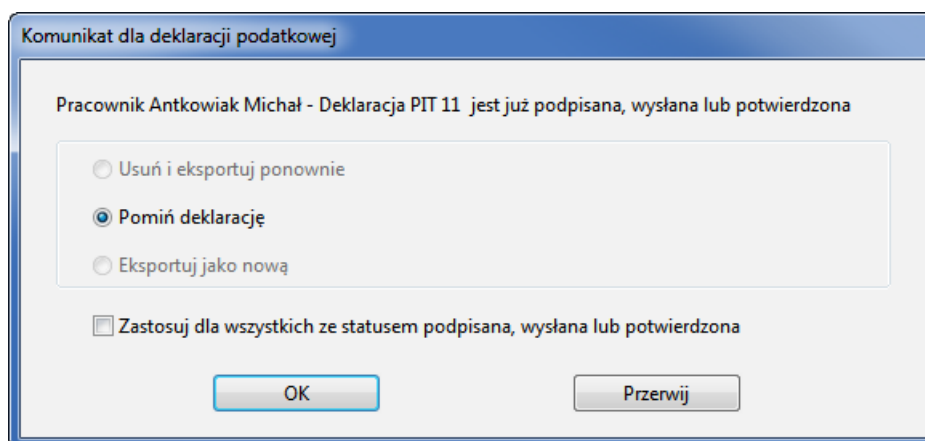 Komunikat dla deklaracji podatkowej
Pracownik Antkowiak Michał - Deklaracja PIT 11 jest już podpisana, wysłana lub potwierdzona
Usuń i eksportuj ponownie
Pomiń deklarację
Eksportuj jako nową
Zastosuj dla wszystkich ze statusem podpisana, wysłana lub potwierdzona
OK Przerwij